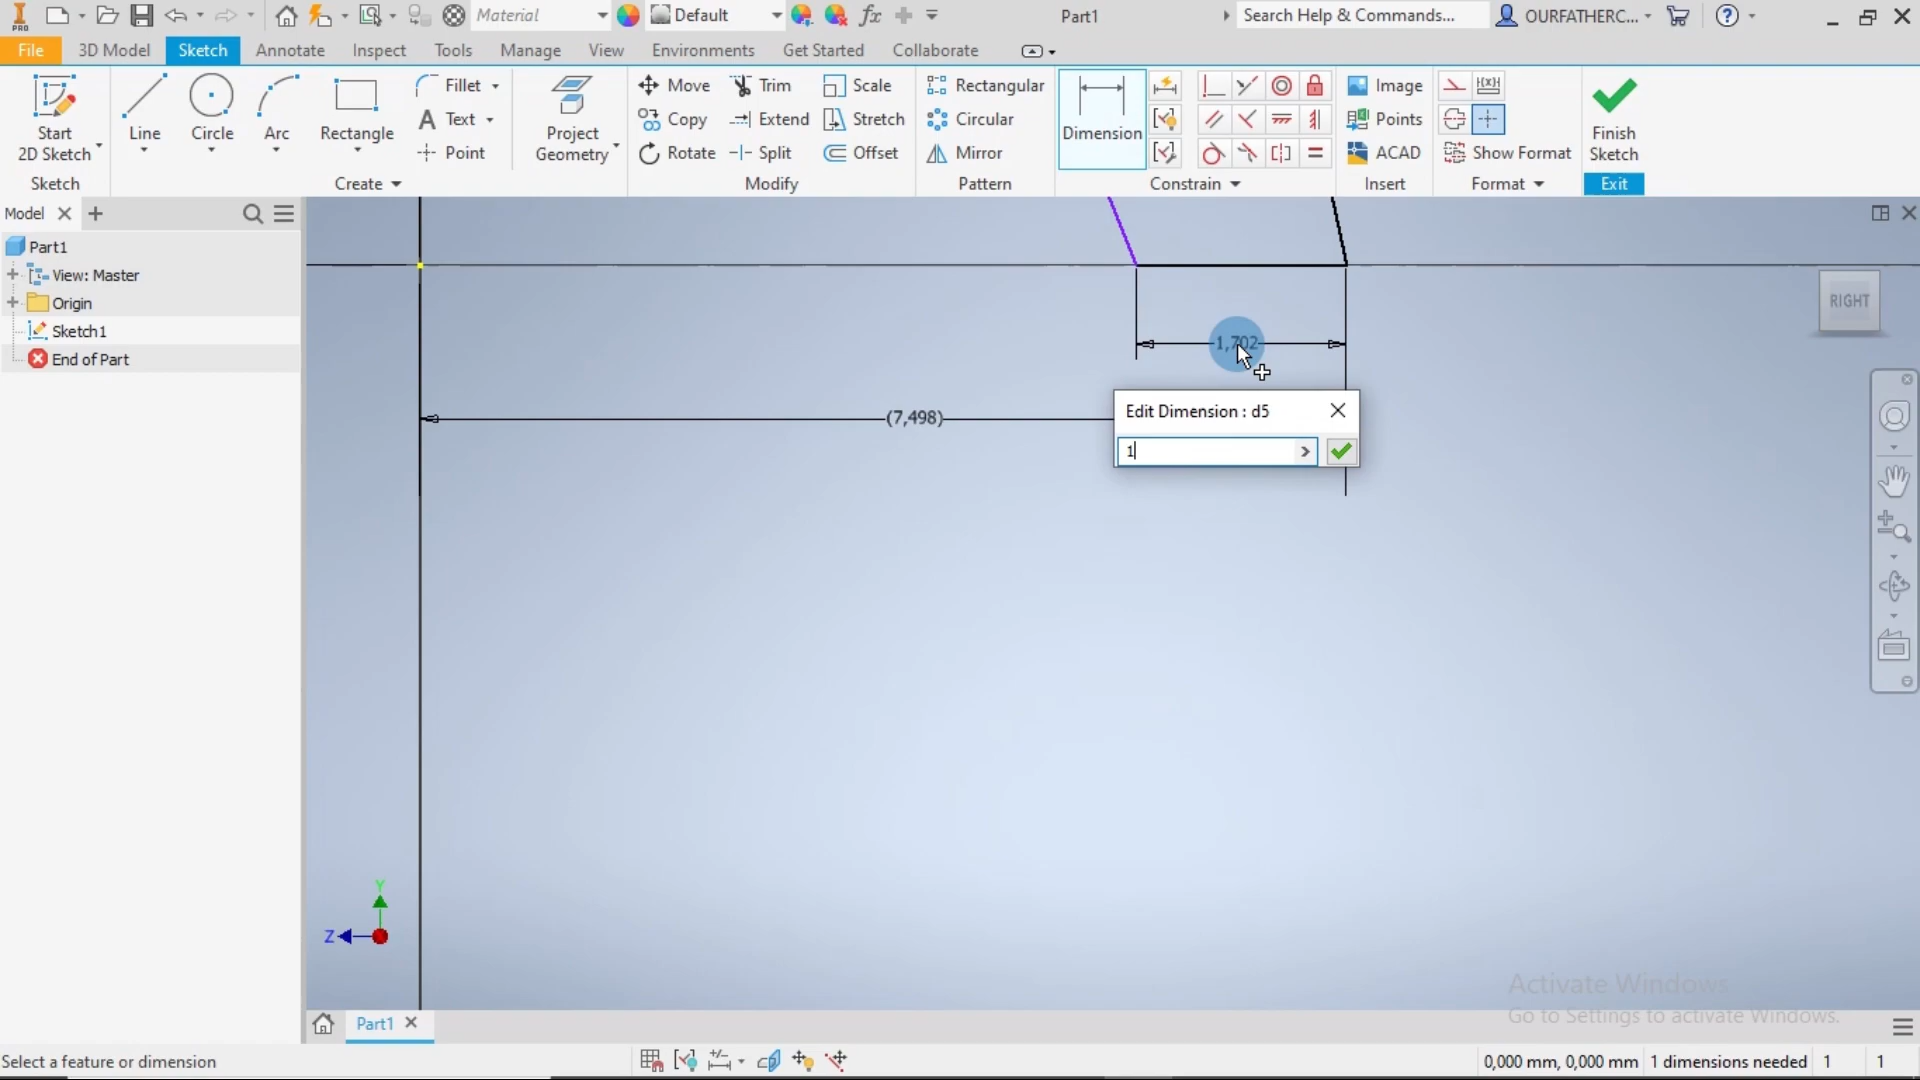 PRO
Material
Default
fx
Part1
Search Help & Commands...
OURFATHERC...
File
3D Model
Sketch
Annotate
Inspect
Tools
Manage
View
Environments
Get Started
Collaborate
Start
2D Sketch
Line
Circle
Arc
Rectangle
Fillet
Text
Point
Project
Geometry
Move
Copy
Rotate
Trim
Extend
Split
Scale
Stretch
Offset
Rectangular
Circular
Mirror
Dimension
Image
Points
ACAD
Show Format
Finish
Sketch
Sketch
Create
Modify
Pattern
Constrain
Insert
Format
Exit
Model
Part1
View: Master
Origin
Sketch1
End of Part
RIGHT
1,702
(7,498)
Edit Dimension : d5
1
Y
Z
Activate Windows
Go to Settings to activate Windows.
Part1
Select a feature or dimension
0,000 mm, 0,000 mm
1 dimensions needed
1
1